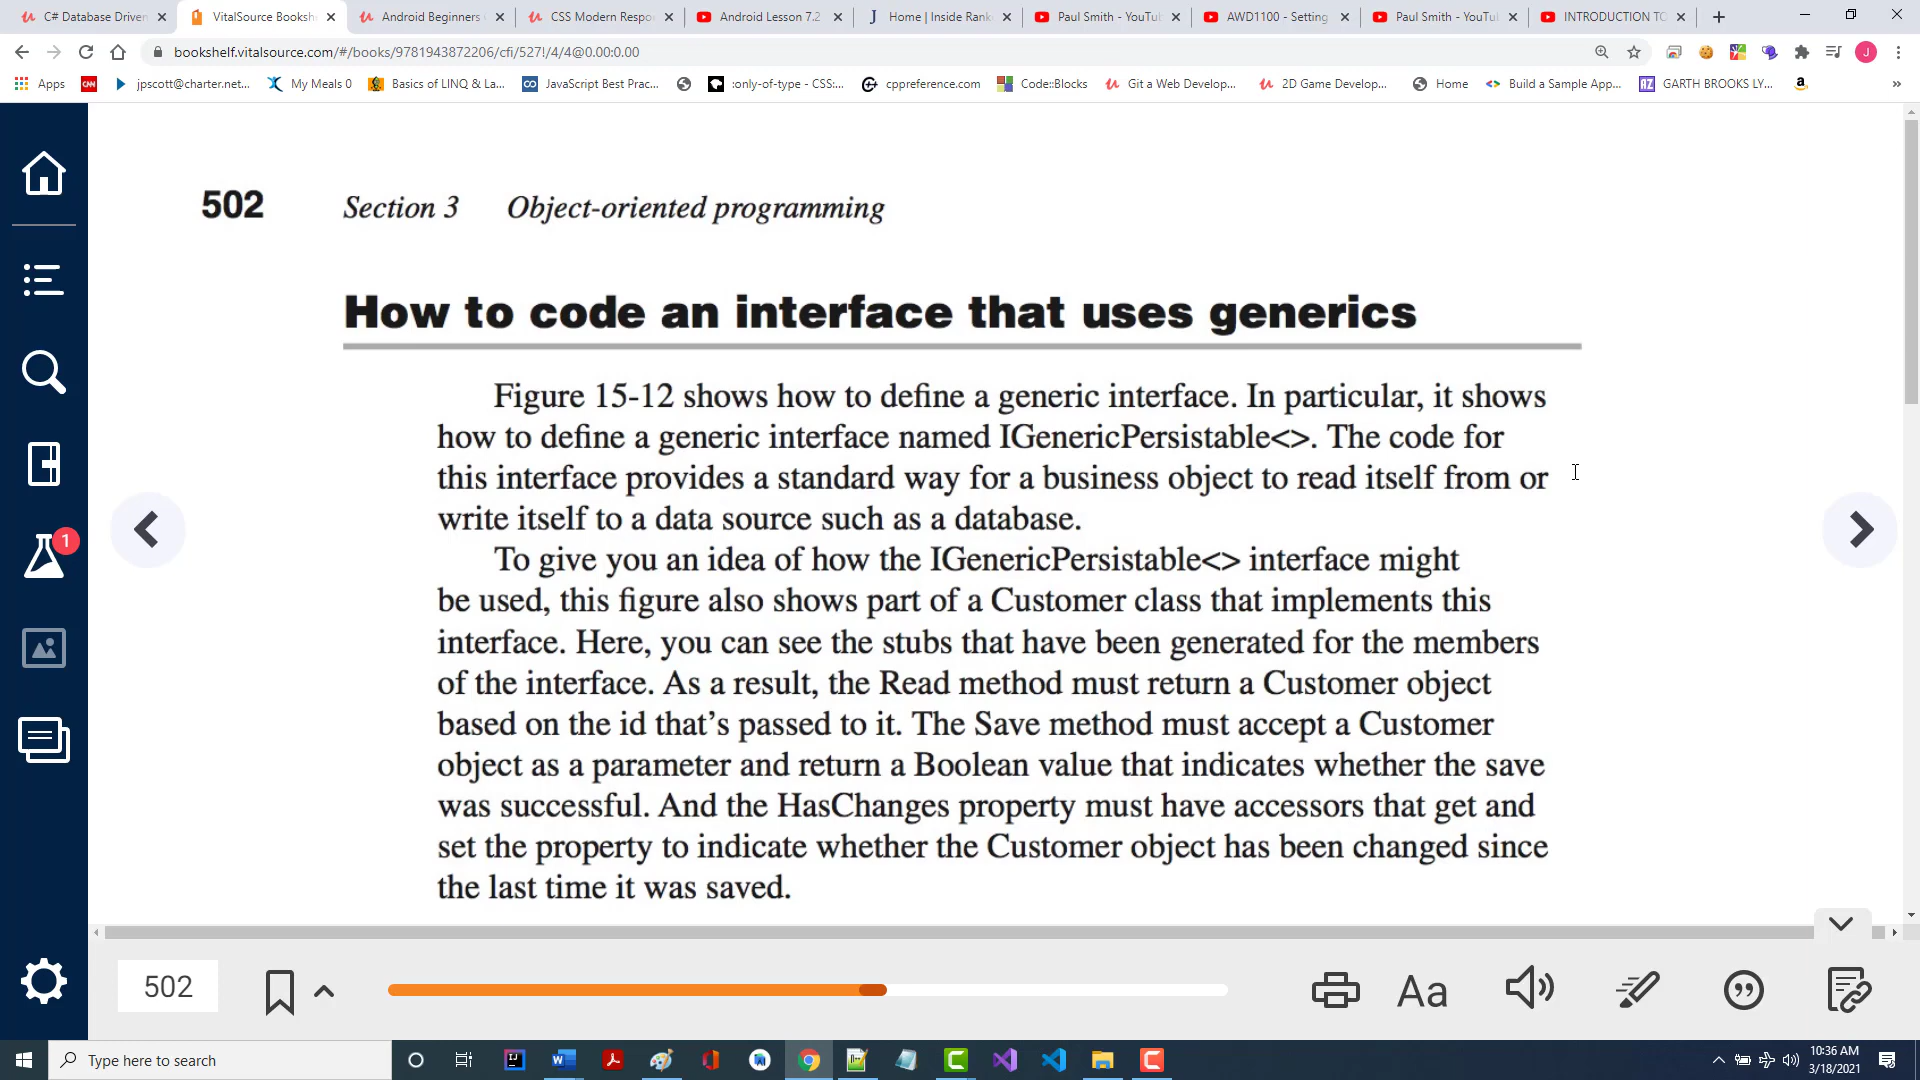 C# Database Driven
VitalSource Booksh
Android Beginners
CSS Modern Respo
Android Lesson 7.2
Home | Inside Rank
Paul Smith - YouTu
AWD1100 - Setting
Paul Smith - YouTu
INTRODUCTION TO
bookshelf.vitalsource.com/#/books/9781943872206/cfi/527!/4/4@0.00:0.00
J
Apps
CNN
jpscott@charter.net...
My Meals 0
Basics of LINQ & La...
JavaScript Best Prac...
:only-of-type - CSS:...
cppreference.com
Code::Blocks
Git a Web Develop...
2D Game Develop...
Home
Build a Sample App...
GARTH BROOKS LY...
502 Section 3 Object-oriented programming
How to code an interface that uses generics
Figure 15-12 shows how to define a generic interface. In particular, it shows
how to define a generic interface named IGenericPersistable<>. The code for
this interface provides a standard way for a business object to read itself from or
write itself to a data source such as a database.
To give you an idea of how the IGenericPersistable<> interface might
be used, this figure also shows part of a Customer class that implements this
interface. Here, you can see the stubs that have been generated for the members
of the interface. As a result, the Read method must return a Customer object
based on the id that's passed to it. The Save method must accept a Customer
object as a parameter and return a Boolean value that indicates whether the save
was successful. And the HasChanges property must have accessors that get and
set the property to indicate whether the Customer object has been changed since
the last time it was saved.
1
502
Aa
Type here to search
10:36 AM
3/18/2021